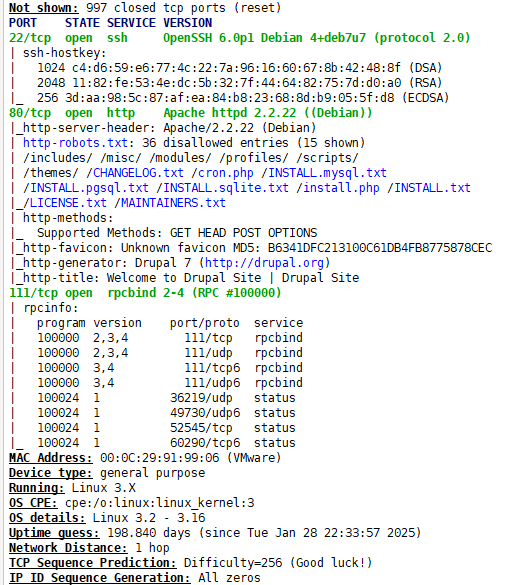 Not shown: 997 closed tcp ports (reset)
PORT    STATE SERVICE VERSION
22/tcp  open  ssh     OpenSSH 6.0p1 Debian 4+deb7u7 (protocol 2.0)
| ssh-hostkey:
|   1024 c4:d6:59:e6:77:4c:22:7a:96:16:60:67:8b:42:48:8f (DSA)
|   2048 11:82:fe:53:4e:dc:5b:32:7f:44:64:82:75:7d:d0:a0 (RSA)
|_  256 3d:aa:98:5c:87:af:ea:84:b8:23:68:8d:b9:05:5f:d8 (ECDSA)
80/tcp  open  http    Apache httpd 2.2.22 ((Debian))
|_http-server-header: Apache/2.2.22 (Debian)
| http-robots.txt: 36 disallowed entries (15 shown)
| /includes/ /misc/ /modules/ /profiles/ /scripts/
| /themes/ /CHANGELOG.txt /cron.php /INSTALL.mysql.txt
| /INSTALL.pgsql.txt /INSTALL.sqlite.txt /install.php /INSTALL.txt
|_/LICENSE.txt /MAINTAINERS.txt
| http-methods:
|_  Supported Methods: GET HEAD POST OPTIONS
|_http-favicon: Unknown favicon MD5: B6341DFC213100C61DB4FB8775878CEC
|_http-generator: Drupal 7 (http://drupal.org)
|_http-title: Welcome to Drupal Site | Drupal Site
111/tcp open  rpcbind 2-4 (RPC #100000)
| rpcinfo:
|   program version    port/proto  service
|   100000  2,3,4        111/tcp   rpcbind
|   100000  2,3,4        111/udp   rpcbind
|   100000  3,4          111/tcp6  rpcbind
|   100000  3,4          111/udp6  rpcbind
|   100024  1          36219/udp   status
|   100024  1          49730/udp6  status
|   100024  1          52545/tcp   status
|_  100024  1          60290/tcp6  status
MAC Address: 00:0C:29:91:99:06 (VMware)
Device type: general purpose
Running: Linux 3.X
OS CPE: cpe:/o:linux:linux_kernel:3
OS details: Linux 3.2 - 3.16
Uptime guess: 198.840 days (since Tue Jan 28 22:33:57 2025)
Network Distance: 1 hop
TCP Sequence Prediction: Difficulty=256 (Good luck!)
IP ID Sequence Generation: All zeros